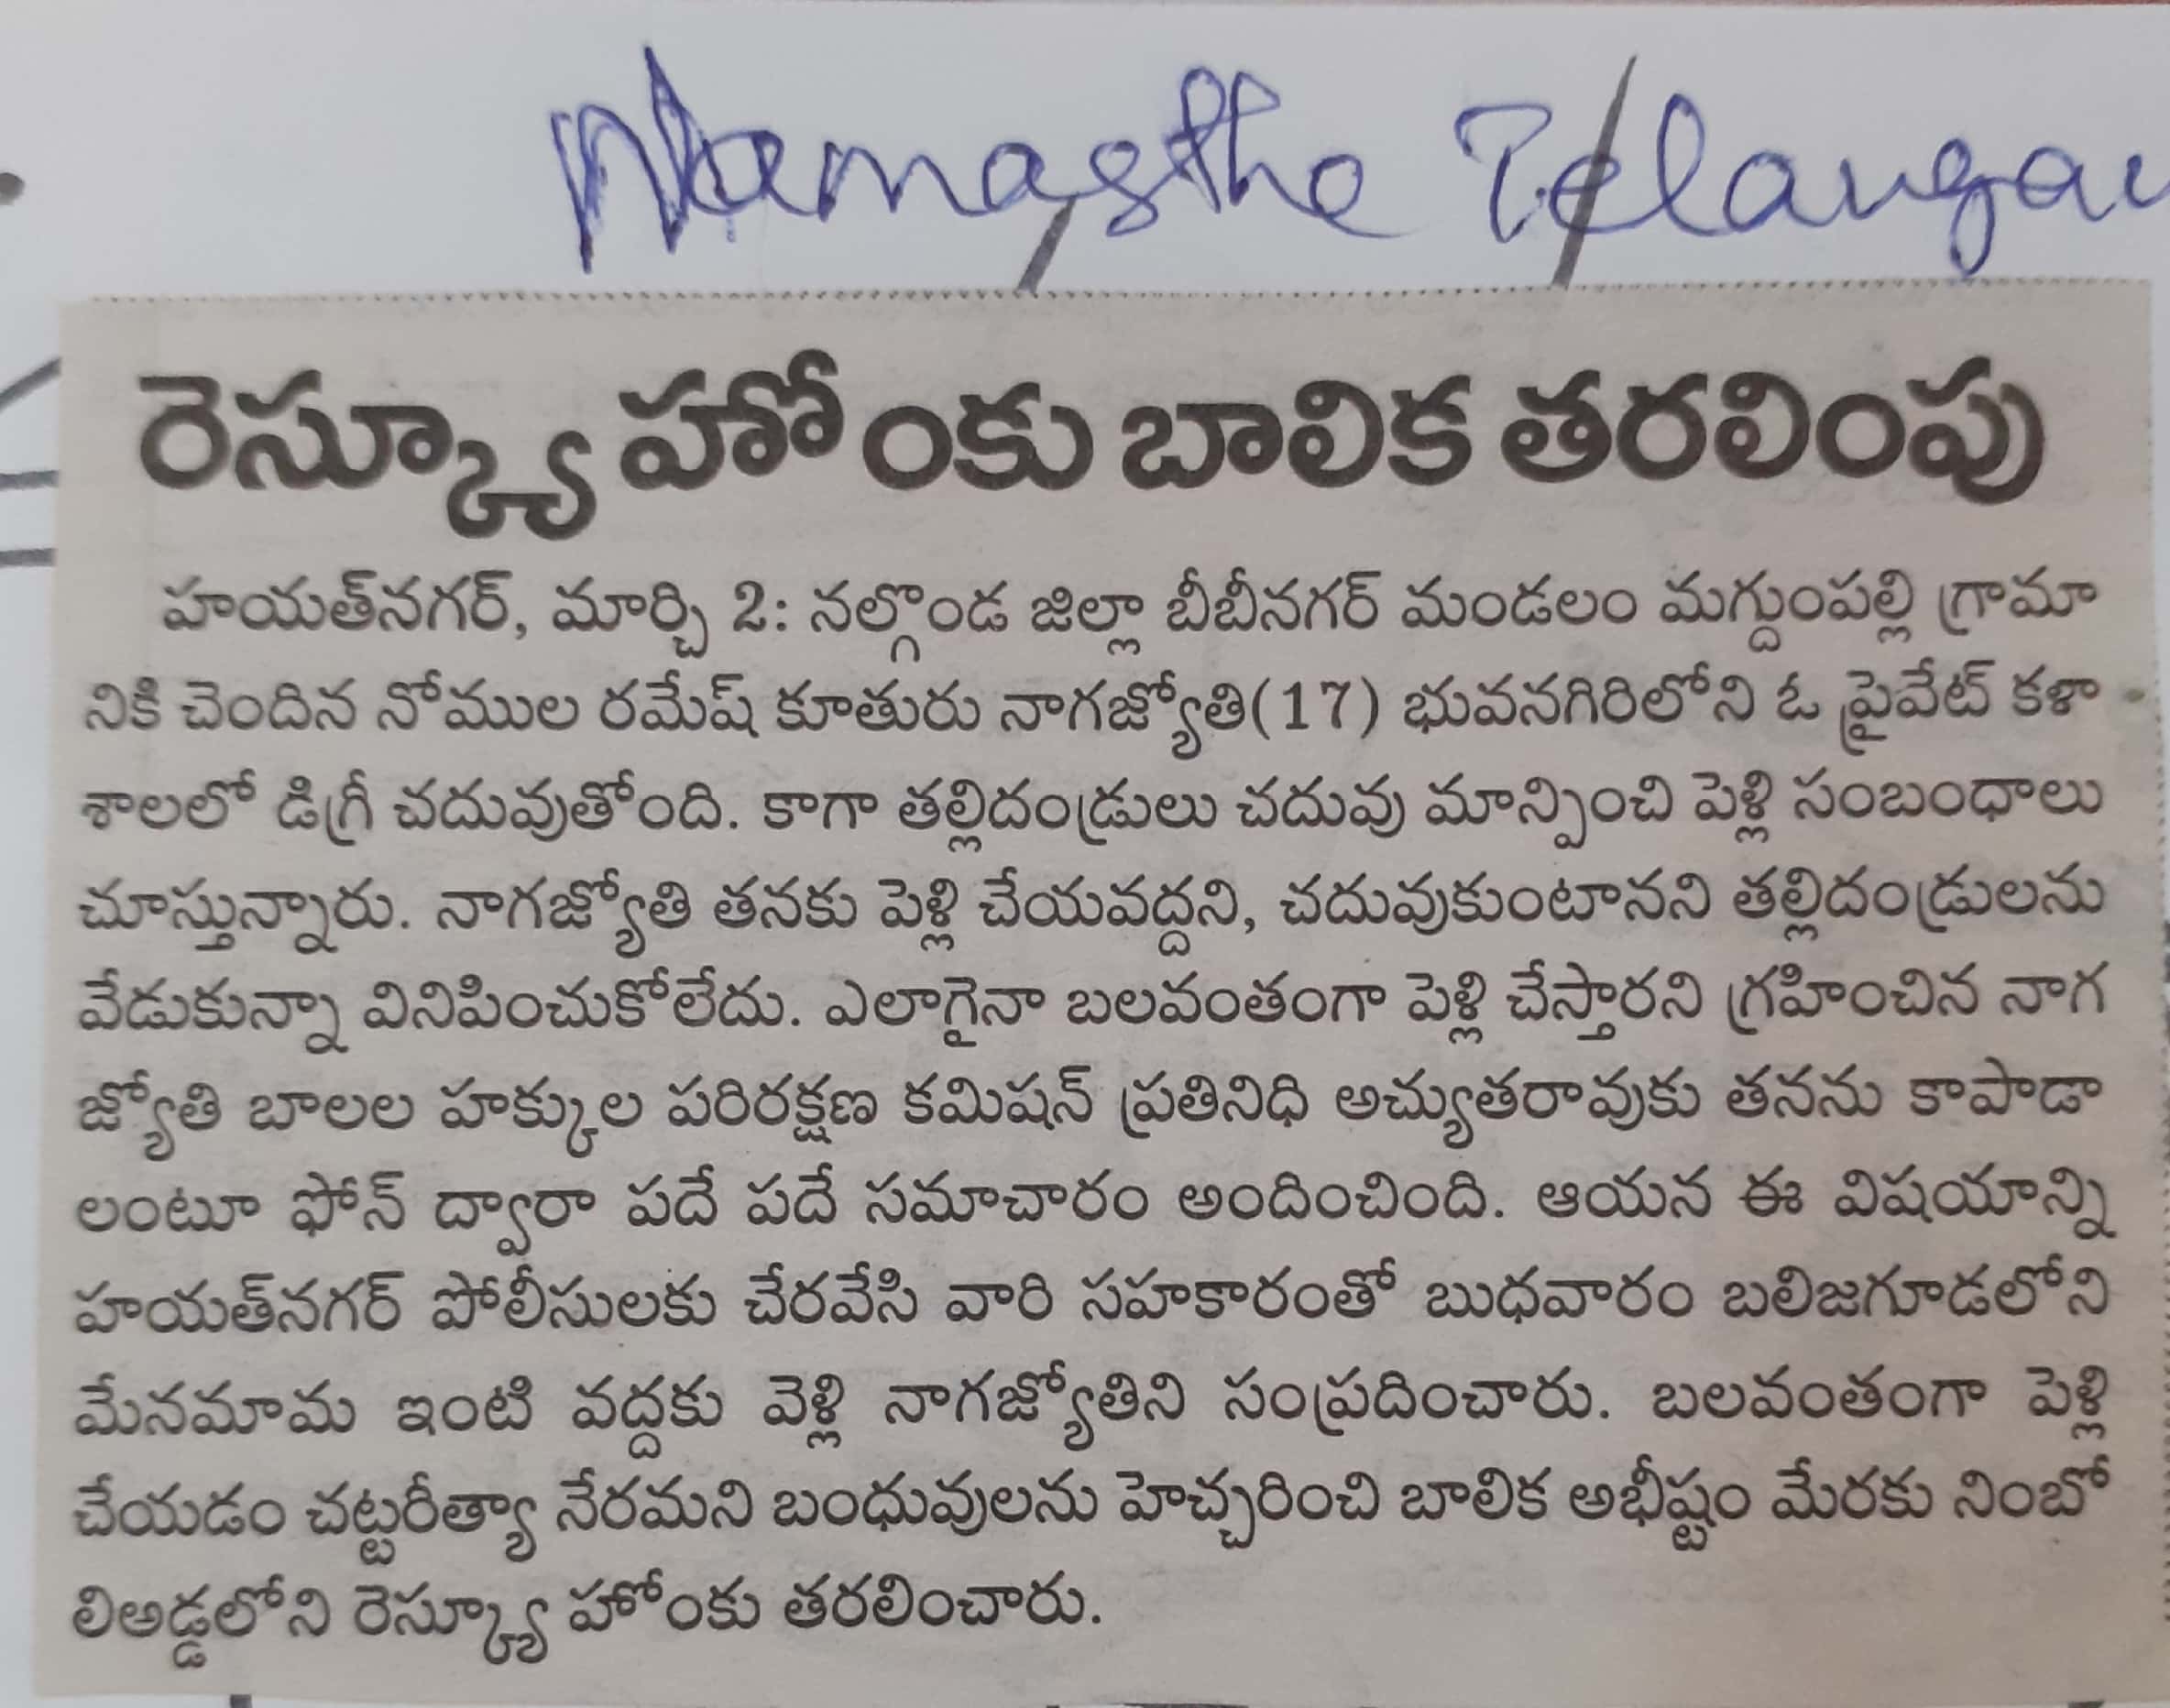 Namasthe Telangan
రెస్క్యూ హోంకు బాలిక తరలింపు
హయత్‌నగర్, మార్చి 2: నల్గొండ జిల్లా బీబీనగర్ మండలం మగ్దుంపల్లి గ్రామా
నికి చెందిన నోముల రమేష్ కూతురు నాగజ్యోతి(17) భువనగిరిలోని ఓ ప్రైవేట్ కళా
శాలలో డిగ్రీ చదువుతోంది. కాగా తల్లిదండ్రులు చదువు మాన్పించి పెళ్లి సంబంధాలు
చూస్తున్నారు. నాగజ్యోతి తనకు పెళ్లి చేయవద్దని, చదువుకుంటానని తల్లిదండ్రులను
వేడుకున్నా వినిపించుకోలేదు. ఎలాగైనా బలవంతంగా పెళ్లి చేస్తారని గ్రహించిన నాగ
జ్యోతి బాలల హక్కుల పరిరక్షణ కమిషన్ ప్రతినిధి అచ్యుతరావుకు తనను కాపాడా
లంటూ ఫోన్ ద్వారా పదే పదే సమాచారం అందించింది. ఆయన ఈ విషయాన్ని
హయత్‌నగర్ పోలీసులకు చేరవేసి వారి సహకారంతో బుధవారం బలిజగూడలోని
మేనమామ ఇంటి వద్దకు వెళ్లి నాగజ్యోతిని సంప్రదించారు. బలవంతంగా పెళ్లి
చేయడం చట్టరీత్యా నేరమని బంధువులను హెచ్చరించి బాలిక అభీష్టం మేరకు నింబో
లిఅడ్డలోని రెస్క్యూ హోంకు తరలించారు.